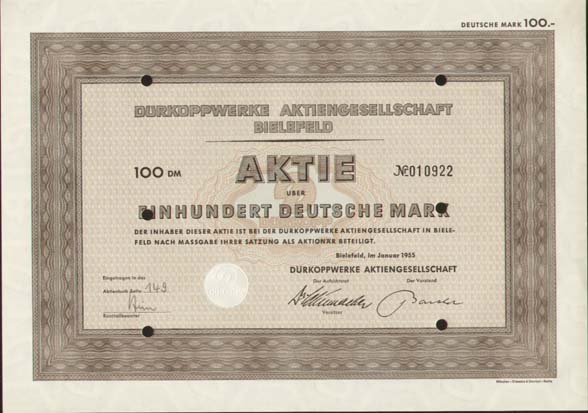 DEUTSCHE MARK 100.-
DÜRKOPPWERKE AKTIENGESELLSCHAFT
BIELEFELD
100 DM
AKTIE
№010922
ÜBER
EINHUNDERT DEUTSCHE MARK
DER INHABER DIESER AKTIE IST BEI DER DÜRKOPPWERKE AKTIENGESELLSCHAFT IN BIELE-
FELD NACH MASSGABE IHRER SATZUNG ALS AKTIONÄR BETEILIGT.
Bielefeld, im Januar 1955
DÜRKOPPWERKE AKTIENGESELLSCHAFT
Eingetragen in das
Aktienbuch Seite 149
Kontrollbeamter
Der Aufsichtsrat
Der Vorstand
Vorsitzer